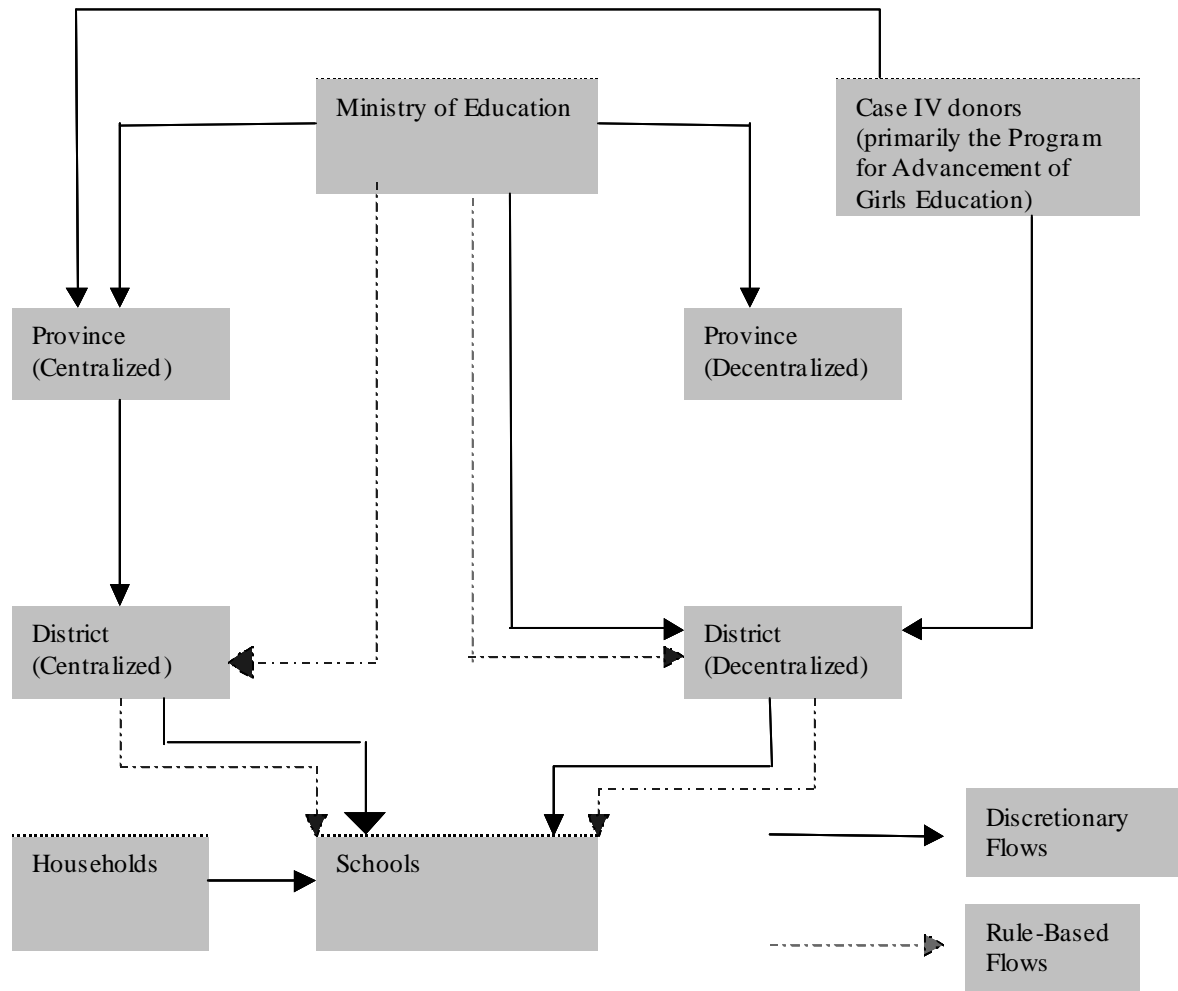 Ministry of Education
Case IV donors
(primarily the Program
for Advancement of
Girls Education)
Province
(Centralized)
Province
(Decentralized)
District
(Centralized)
District
(Decentralized)
Households
Schools
Discretionary
Flows
Rule-Based
Flows